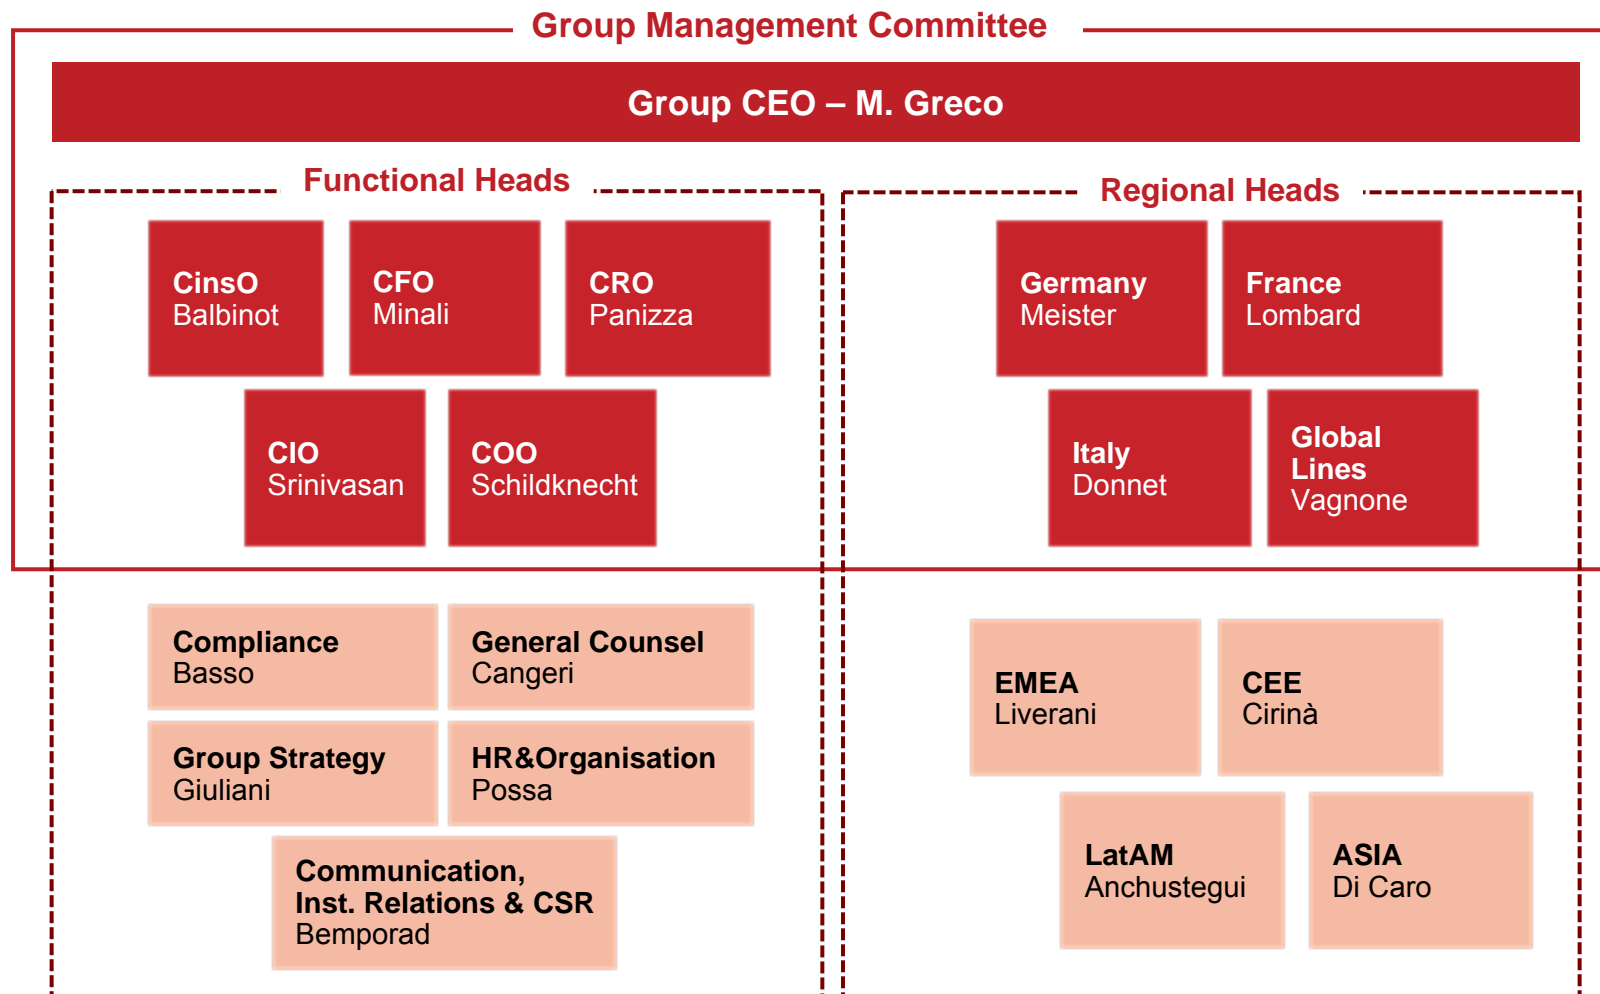 Group Management Committee
Group CEO – M. Greco
Functional Heads
CinsO
Balbinot
CFO
Minali
CRO
Panizza
CIO
Srinivasan
COO
Schildknecht
Compliance
Basso
General Counsel
Cangeri
Group Strategy
Giuliani
HR&Organisation
Possa
Communication,
Inst. Relations & CSR
Bemporad
Regional Heads
Germany
Meister
France
Lombard
Italy
Donnet
Global
Lines
Vagnone
EMEA
Liverani
CEE
Cirinà
LatAM
Anchustegui
ASIA
Di Caro